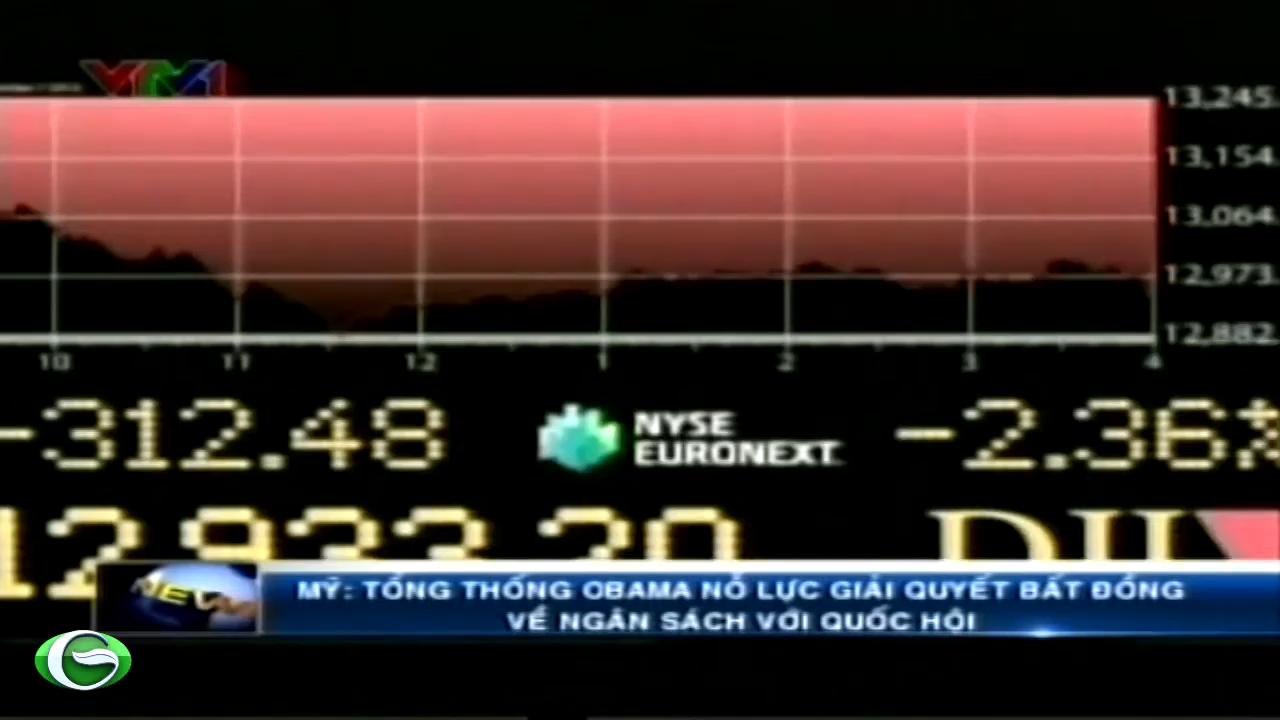 VTV1
13,245.
13,154.
13,064.
12,973.
12,882.
10 11 12 1 2 3 4
-312.48
NYSE
EURONEXT
-2.36%
NEWS
MỸ: TỔNG THỐNG OBAMA NỖ LỰC GIẢI QUYẾT BẤT ĐỒNG
VỀ NGÂN SÁCH VỚI QUỐC HỘI